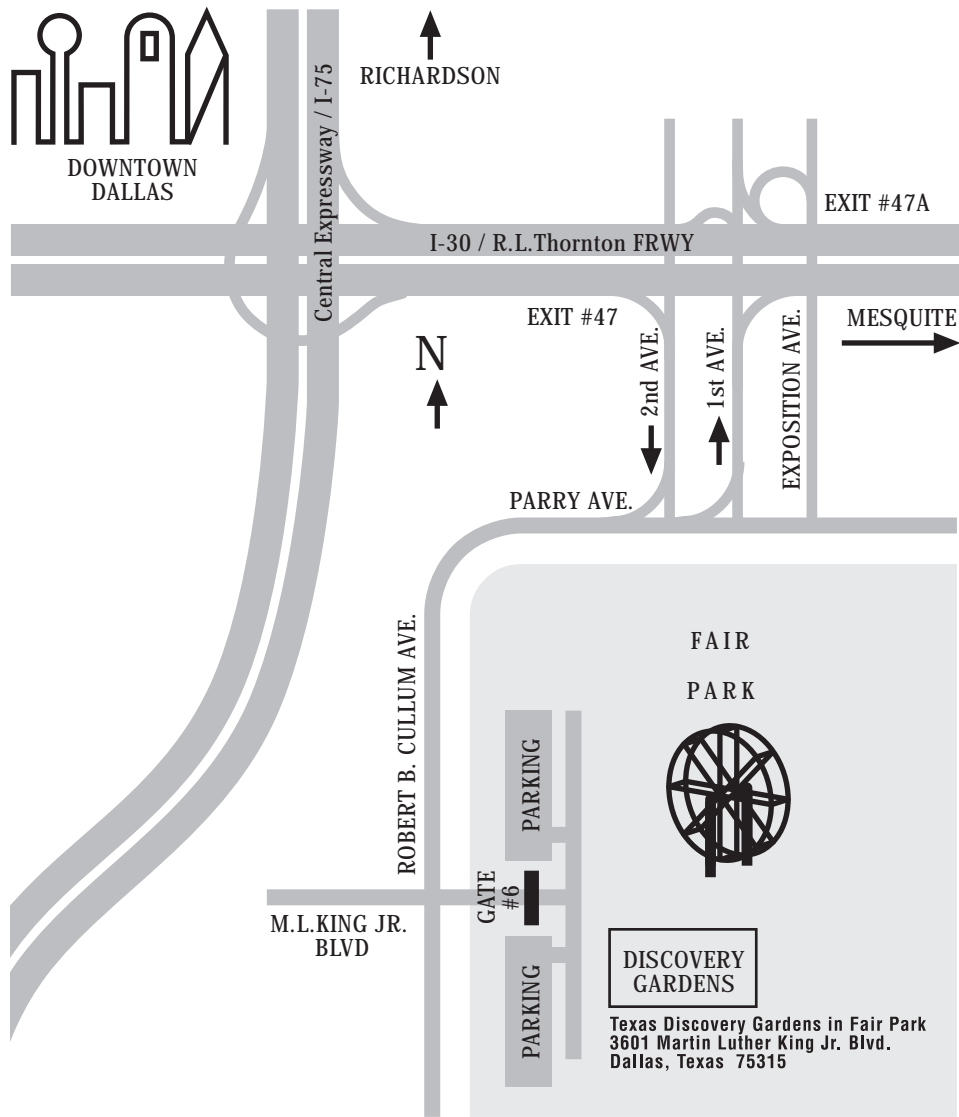 RICHARDSON
DOWNTOWN
DALLAS
Central Expressway / I-75
EXIT #47A
I-30 / R.L.Thornton FRWY
EXIT #47
MESQUITE
N
2nd AVE.
1st AVE.
EXPOSITION AVE.
PARRY AVE.
ROBERT B. CULLUM AVE.
FAIR
PARK
PARKING
GATE
#6
M.L.KING JR.
BLVD
PARKING
DISCOVERY
GARDENS
Texas Discovery Gardens in Fair Park
3601 Martin Luther King Jr. Blvd.
Dallas, Texas 75315